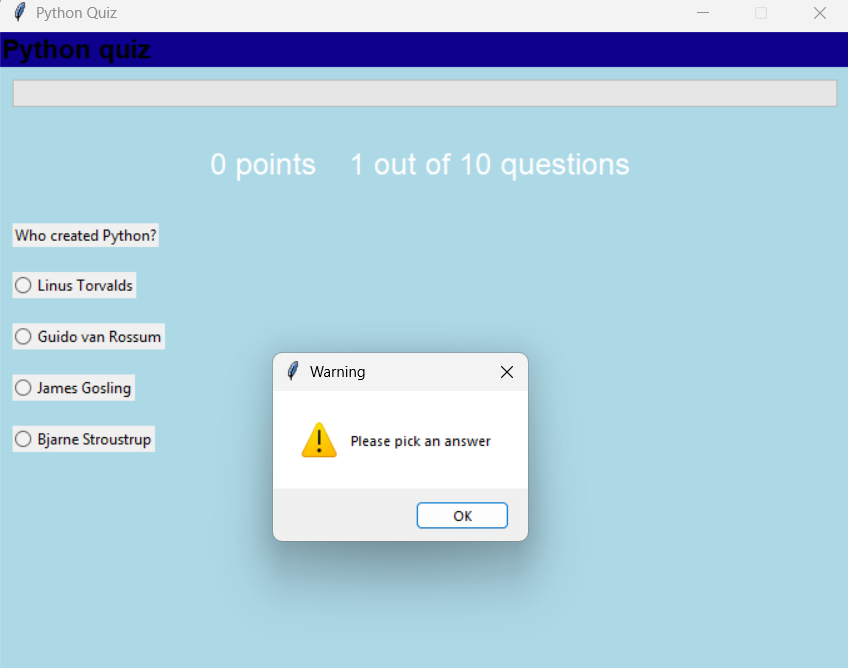 Python Quiz
Python quiz
0 points 1 out of 10 questions
Who created Python?
Linus Torvalds
Guido van Rossum
James Gosling
Bjarne Stroustrup
Warning
Please pick an answer
OK